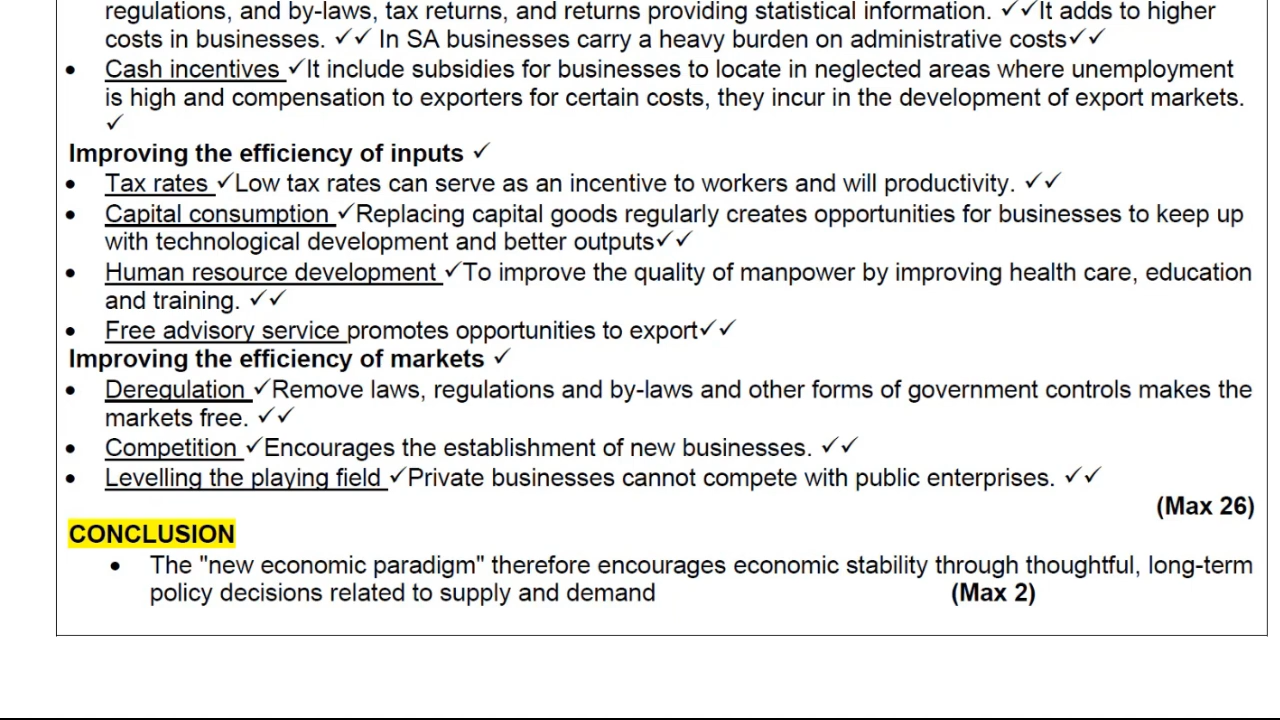 regulations, and by-laws, tax returns, and returns providing statistical information. ✓✓It adds to higher
costs in businesses. ✓✓ In SA businesses carry a heavy burden on administrative costs✓✓
• Cash incentives ✓It include subsidies for businesses to locate in neglected areas where unemployment
is high and compensation to exporters for certain costs, they incur in the development of export markets.
✓
Improving the efficiency of inputs ✓
• Tax rates ✓Low tax rates can serve as an incentive to workers and will productivity. ✓✓
• Capital consumption ✓Replacing capital goods regularly creates opportunities for businesses to keep up
with technological development and better outputs✓✓
• Human resource development ✓To improve the quality of manpower by improving health care, education
and training. ✓✓
• Free advisory service promotes opportunities to export✓✓
Improving the efficiency of markets ✓
• Deregulation ✓Remove laws, regulations and by-laws and other forms of government controls makes the
markets free. ✓✓
• Competition ✓Encourages the establishment of new businesses. ✓✓
• Levelling the playing field ✓Private businesses cannot compete with public enterprises. ✓✓
(Max 26)
CONCLUSION
• The "new economic paradigm" therefore encourages economic stability through thoughtful, long-term
policy decisions related to supply and demand (Max 2)